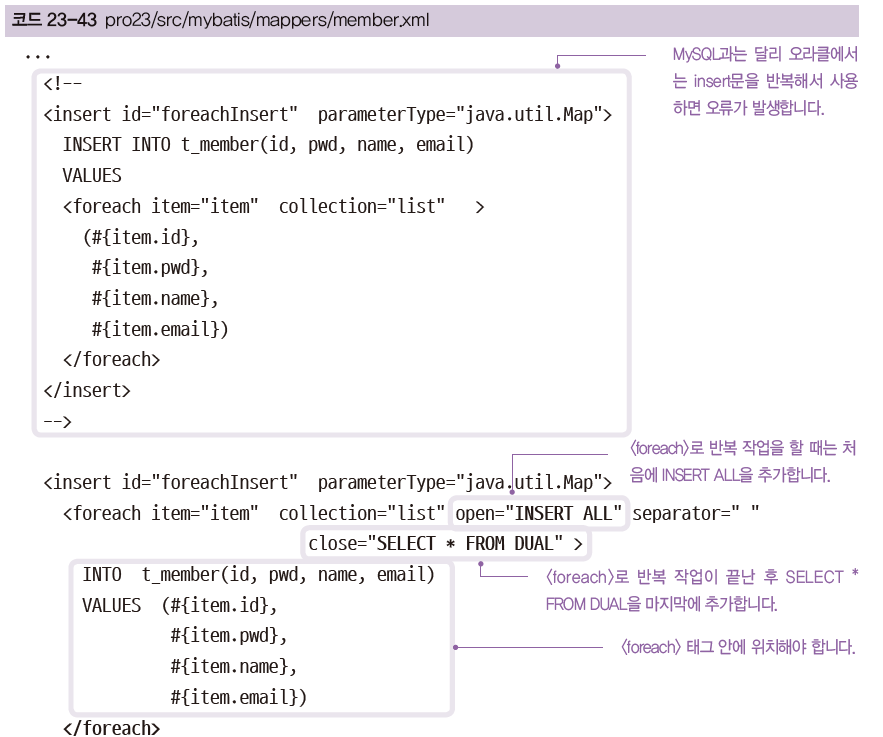 코드 23-43 pro23/src/mybatis/mappers/member.xml
...
MySQL과는 달리 오라클에서
는 insert문을 반복해서 사용
하면 오류가 발생합니다.
<!--
<insert id="foreachInsert" parameterType="java.util.Map">
INSERT INTO t_member(id, pwd, name, email)
VALUES
<foreach item="item" collection="list" >
(#{item.id},
#{item.pwd},
#{item.name},
#{item.email})
</foreach>
</insert>
-->
<foreach>로 반복 작업을 할 때는 처
음에 INSERT ALL을 추가합니다.
<insert id="foreachInsert" parameterType="java.util.Map">
<foreach item="item" collection="list" open="INSERT ALL" separator=" "
close="SELECT * FROM DUAL" >
INTO t_member(id, pwd, name, email)
VALUES (#{item.id},
#{item.pwd},
#{item.name},
#{item.email})
<foreach>로 반복 작업이 끝난 후 SELECT *
FROM DUAL을 마지막에 추가합니다.
<foreach> 태그 안에 위치해야 합니다.
</foreach>